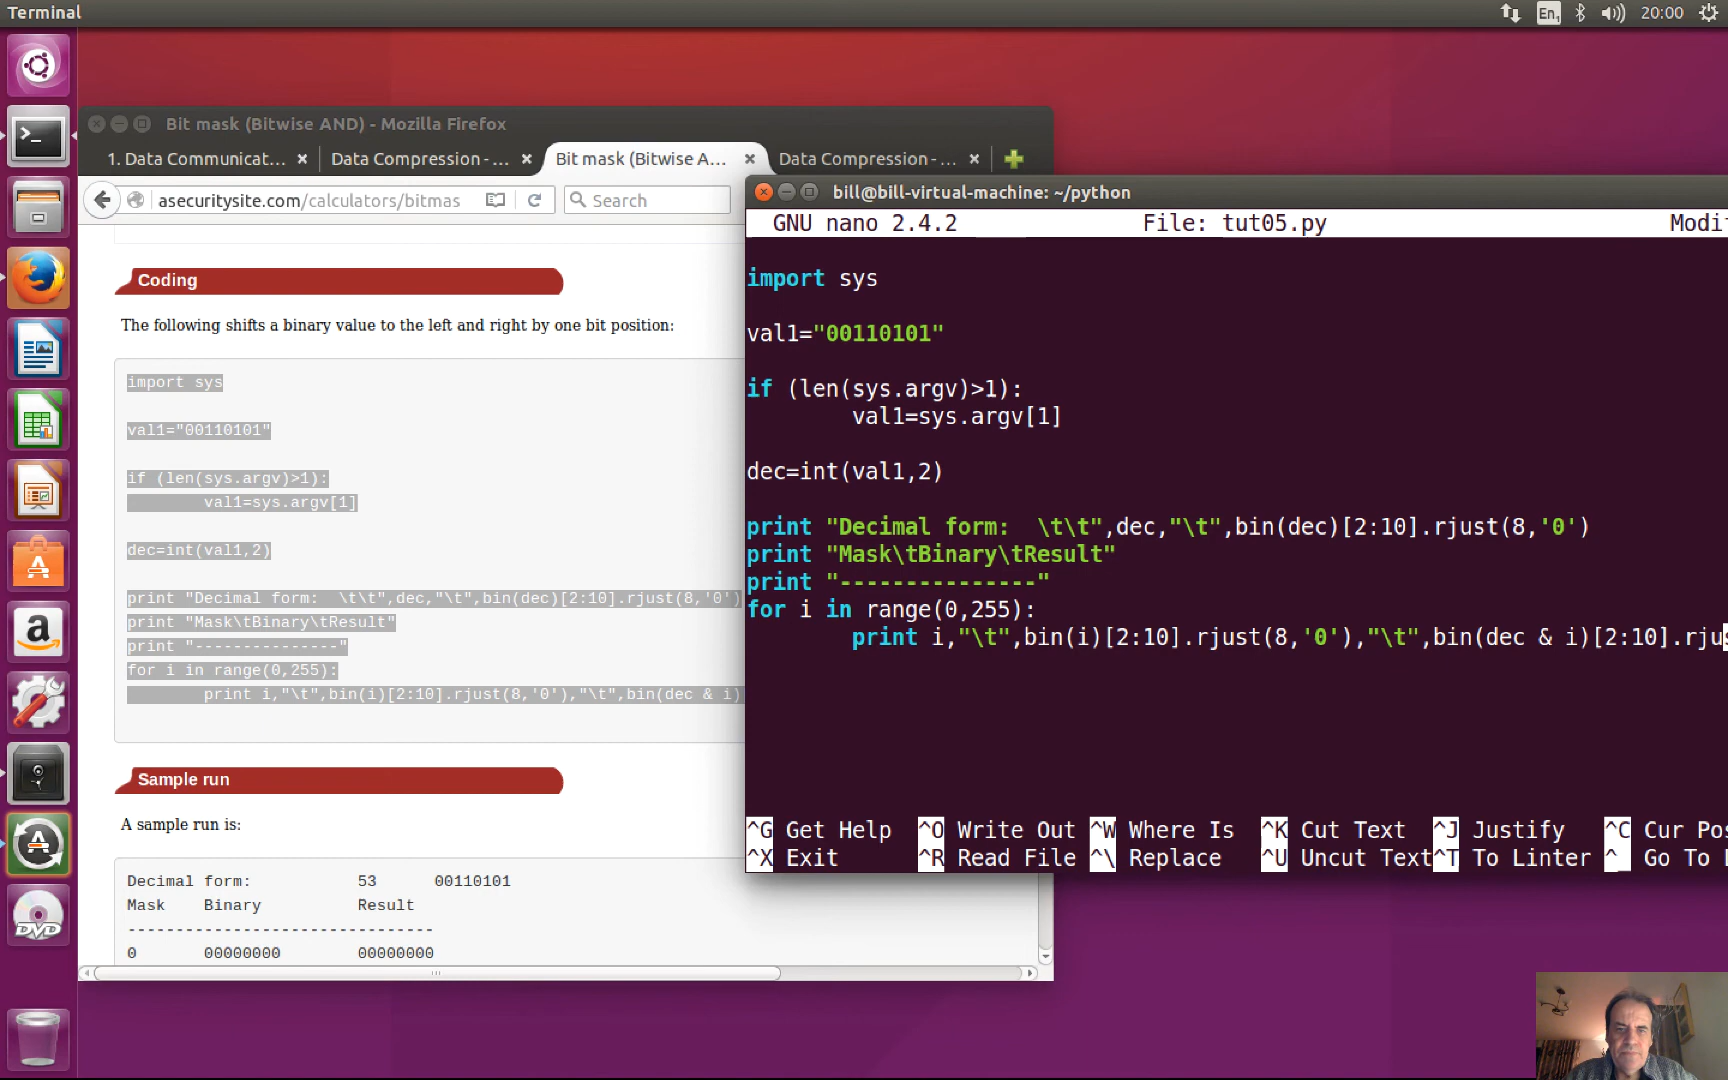 Terminal
En1
20:00
Bit mask (Bitwise AND) - Mozilla Firefox
1. Data Communicat...
Data Compression - ...
Bit mask (Bitwise A...
Data Compression - ...
asecuritysite.com/calculators/bitmas
Search
Coding
The following shifts a binary value to the left and right by one bit position:
import sys
val1="00110101"
if (len(sys.argv)>1):
val1=sys.argv[1]
dec=int(val1,2)
print "Decimal form:  \t\t",dec,"\t",bin(dec)[2:10].rjust(8,'0')
print "Mask\tBinary\tResult"
print "---------------"
for i in range(0,255):
print i,"\t",bin(i)[2:10].rjust(8,'0'),"\t",bin(dec & i)
Sample run
A sample run is:
Decimal form: 53 00110101
Mask Binary Result
--------------------------------
0 00000000 00000000
bill@bill-virtual-machine: ~/python
GNU nano 2.4.2 File: tut05.py Modi
import sys
val1="00110101"
if (len(sys.argv)>1):
val1=sys.argv[1]
dec=int(val1,2)
print "Decimal form:  \t\t",dec,"\t",bin(dec)[2:10].rjust(8,'0')
print "Mask\tBinary\tResult"
print "---------------"
for i in range(0,255):
print i,"\t",bin(i)[2:10].rjust(8,'0'),"\t",bin(dec & i)[2:10].rjus
^G Get Help ^O Write Out ^W Where Is ^K Cut Text ^J Justify ^C Cur Pos
^X Exit ^R Read File ^\ Replace ^U Uncut Text ^T To Linter ^_ Go To
DVD